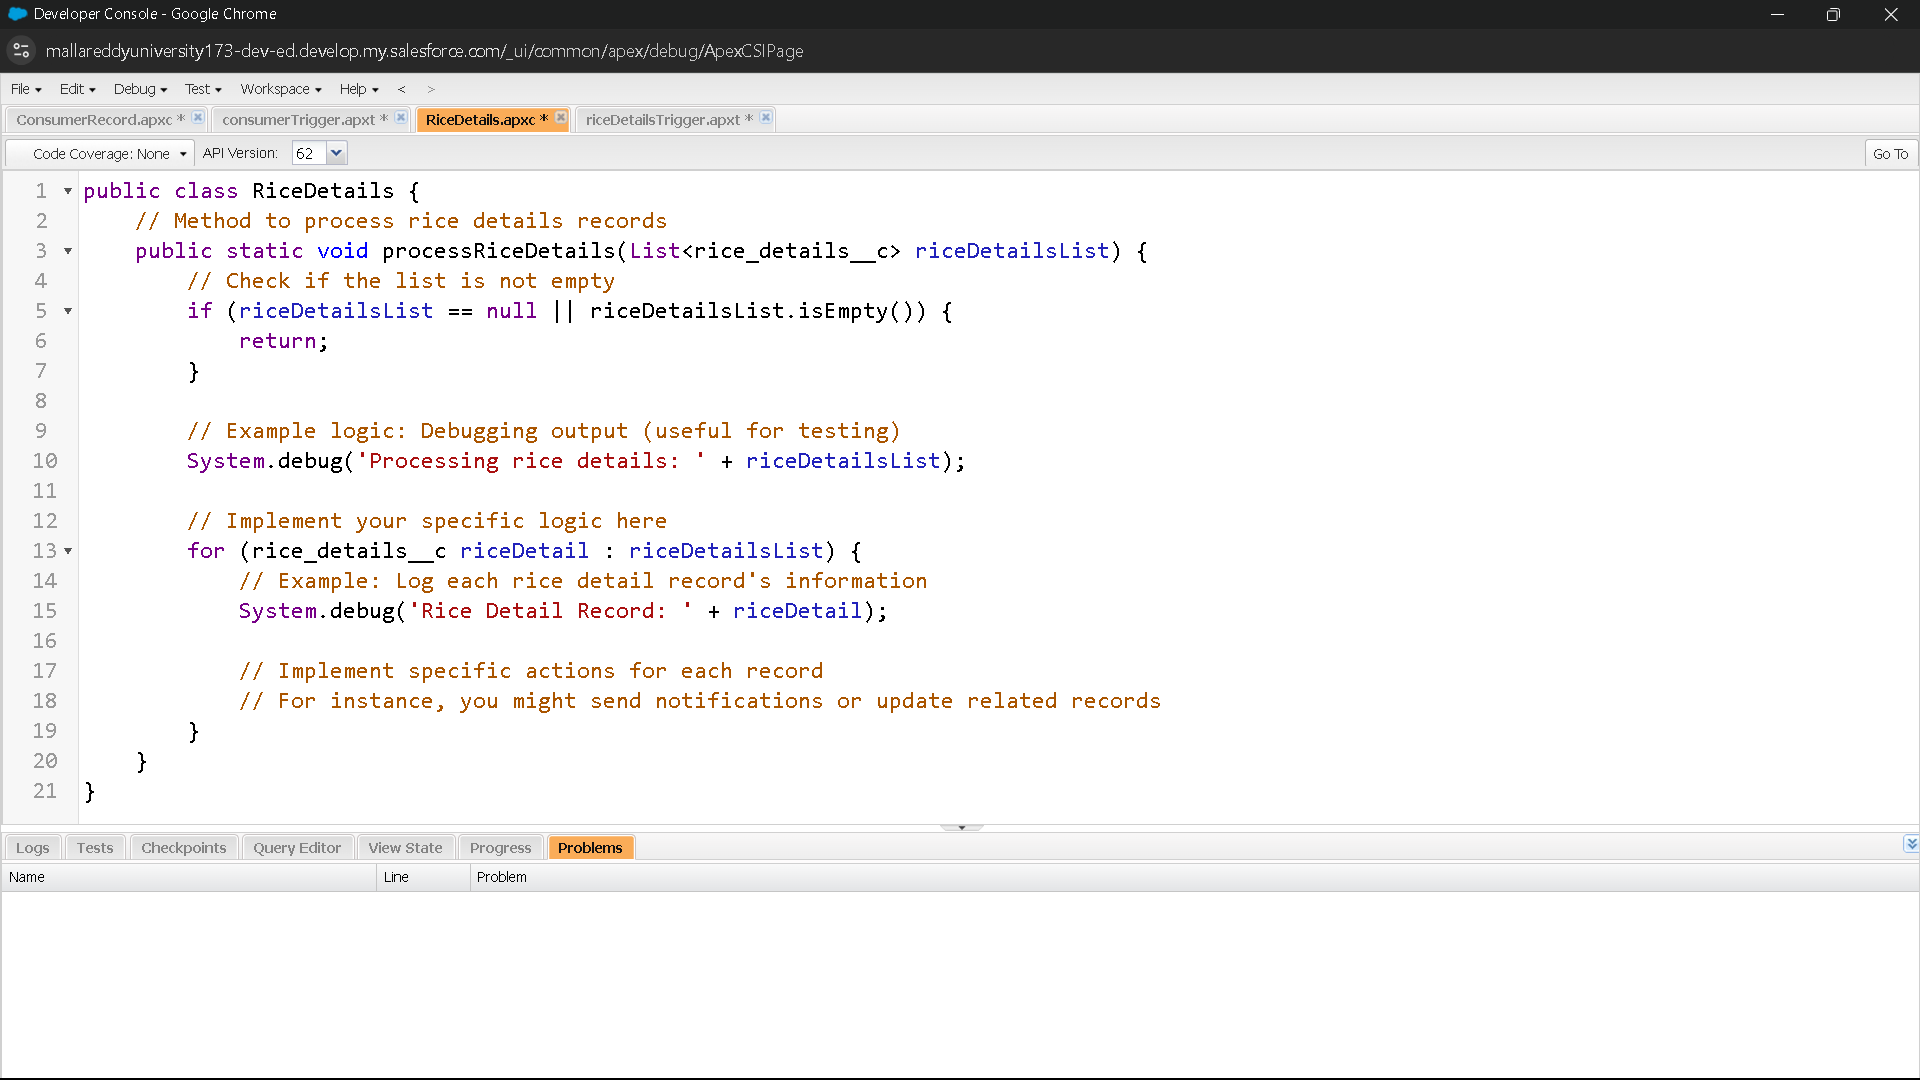 Developer Console - Google Chrome
mallareddyuniversity173-dev-ed.develop.my.salesforce.com/_ui/common/apex/debug/ApexCSIPage
File Edit Debug Test Workspace Help < >
ConsumerRecord.apxc * consumerTrigger.apxt * RiceDetails.apxc * riceDetailsTrigger.apxt *
Code Coverage: None API Version: 62 Go To
1 public class RiceDetails {
2 // Method to process rice details records
3 public static void processRiceDetails(List<rice_details__c> riceDetailsList) {
4 // Check if the list is not empty
5 if (riceDetailsList == null || riceDetailsList.isEmpty()) {
6 return;
7 }
8
9 // Example logic: Debugging output (useful for testing)
10 System.debug('Processing rice details: ' + riceDetailsList);
11
12 // Implement your specific logic here
13 for (rice_details__c riceDetail : riceDetailsList) {
14 // Example: Log each rice detail record's information
15 System.debug('Rice Detail Record: ' + riceDetail);
16
17 // Implement specific actions for each record
18 // For instance, you might send notifications or update related records
19 }
20 }
21 }
Logs Tests Checkpoints Query Editor View State Progress Problems
Name Line Problem